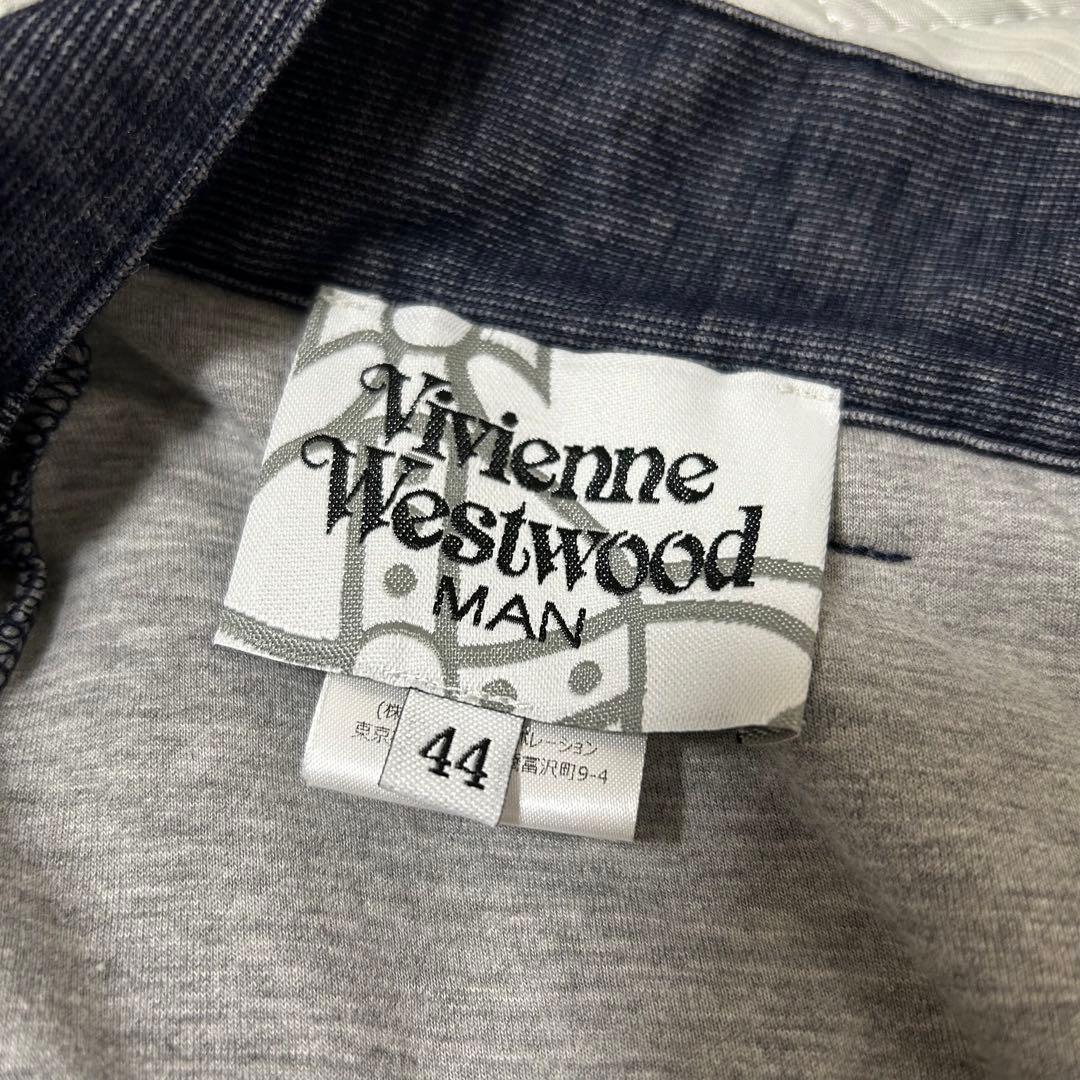 Vivienne
Westwood
MAN
44
(株 ポレーション
東京 富沢町9-4